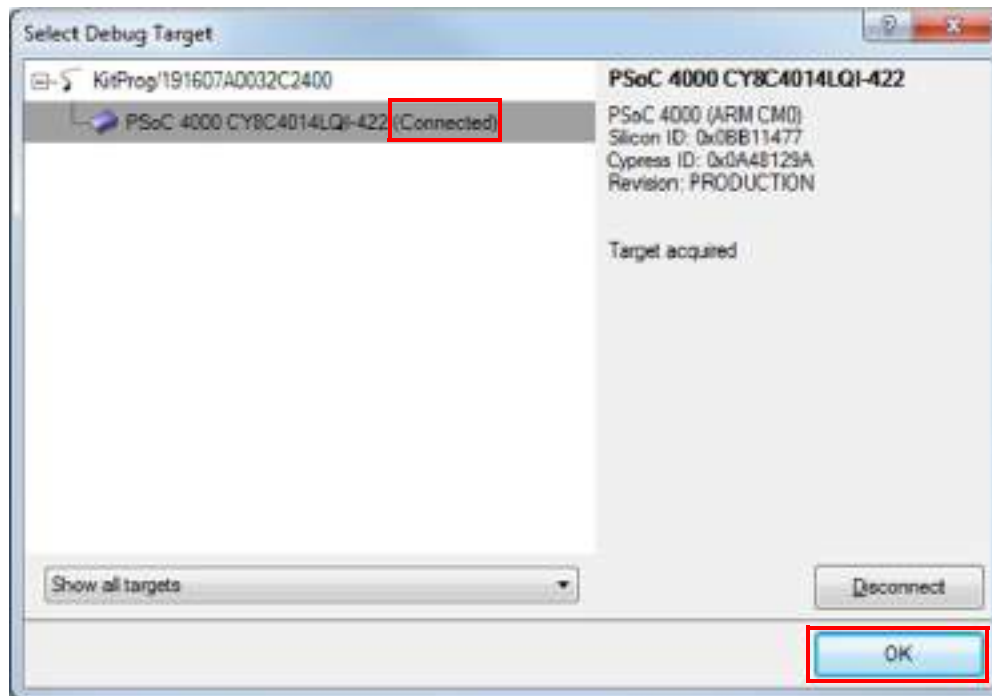 Select Debug Target
KitProg/191607A0032C2400
PSoC 4000 CY8C4014LQI-422 (Connected)
PSoC 4000 CY8C4014LQI-422
PSoC 4000 (ARM CM0)
Silicon ID: 0x0BB11477
Cypress ID: 0x0A48129A
Revision: PRODUCTION
Target acquired
Show all targets
Disconnect
OK